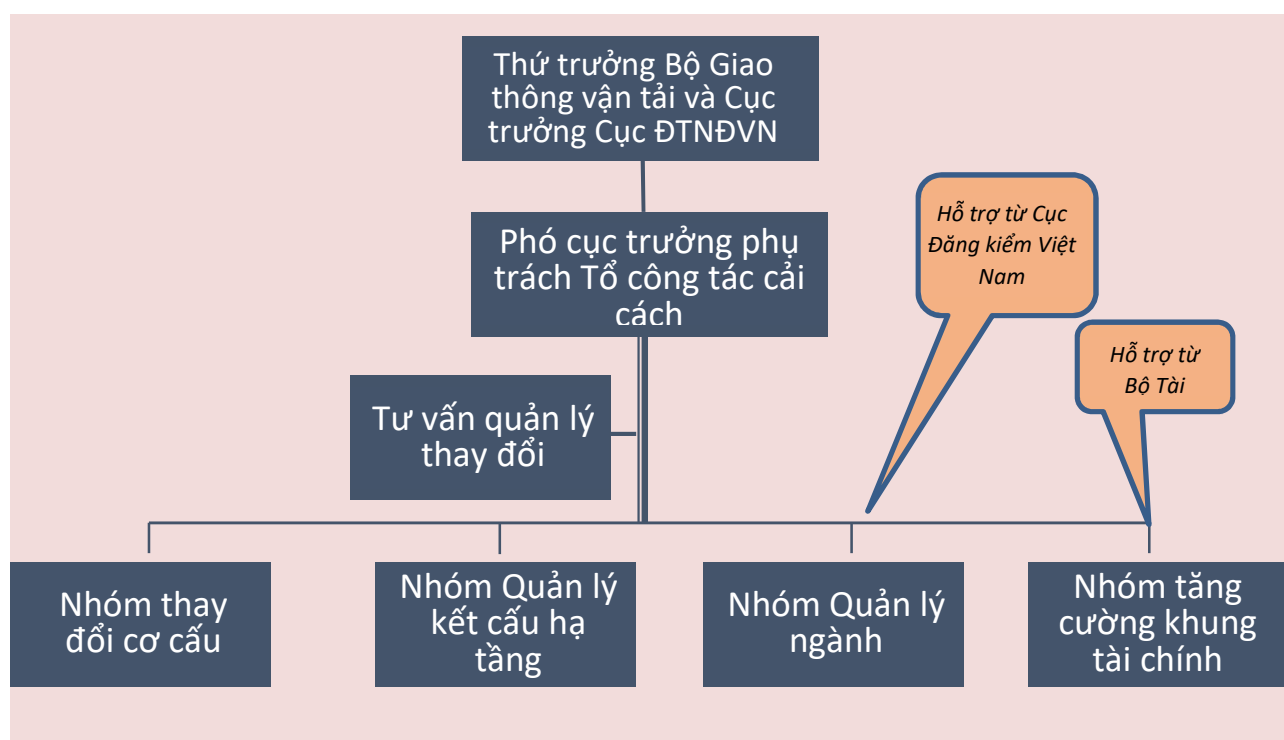 Thứ trưởng Bộ Giao
thông vận tải và Cục
trưởng Cục ĐTNĐVN
Hỗ trợ từ Cục
Đăng kiểm Việt
Nam
Phó cục trưởng phụ
trách Tổ công tác cải
cách
Hỗ trợ từ
Bộ Tài
Tư vấn quản lý
thay đổi
Nhóm thay
đổi cơ cấu
Nhóm Quản lý
kết cấu hạ
tầng
Nhóm Quản lý
ngành
Nhóm tăng
cường khung
tài chính